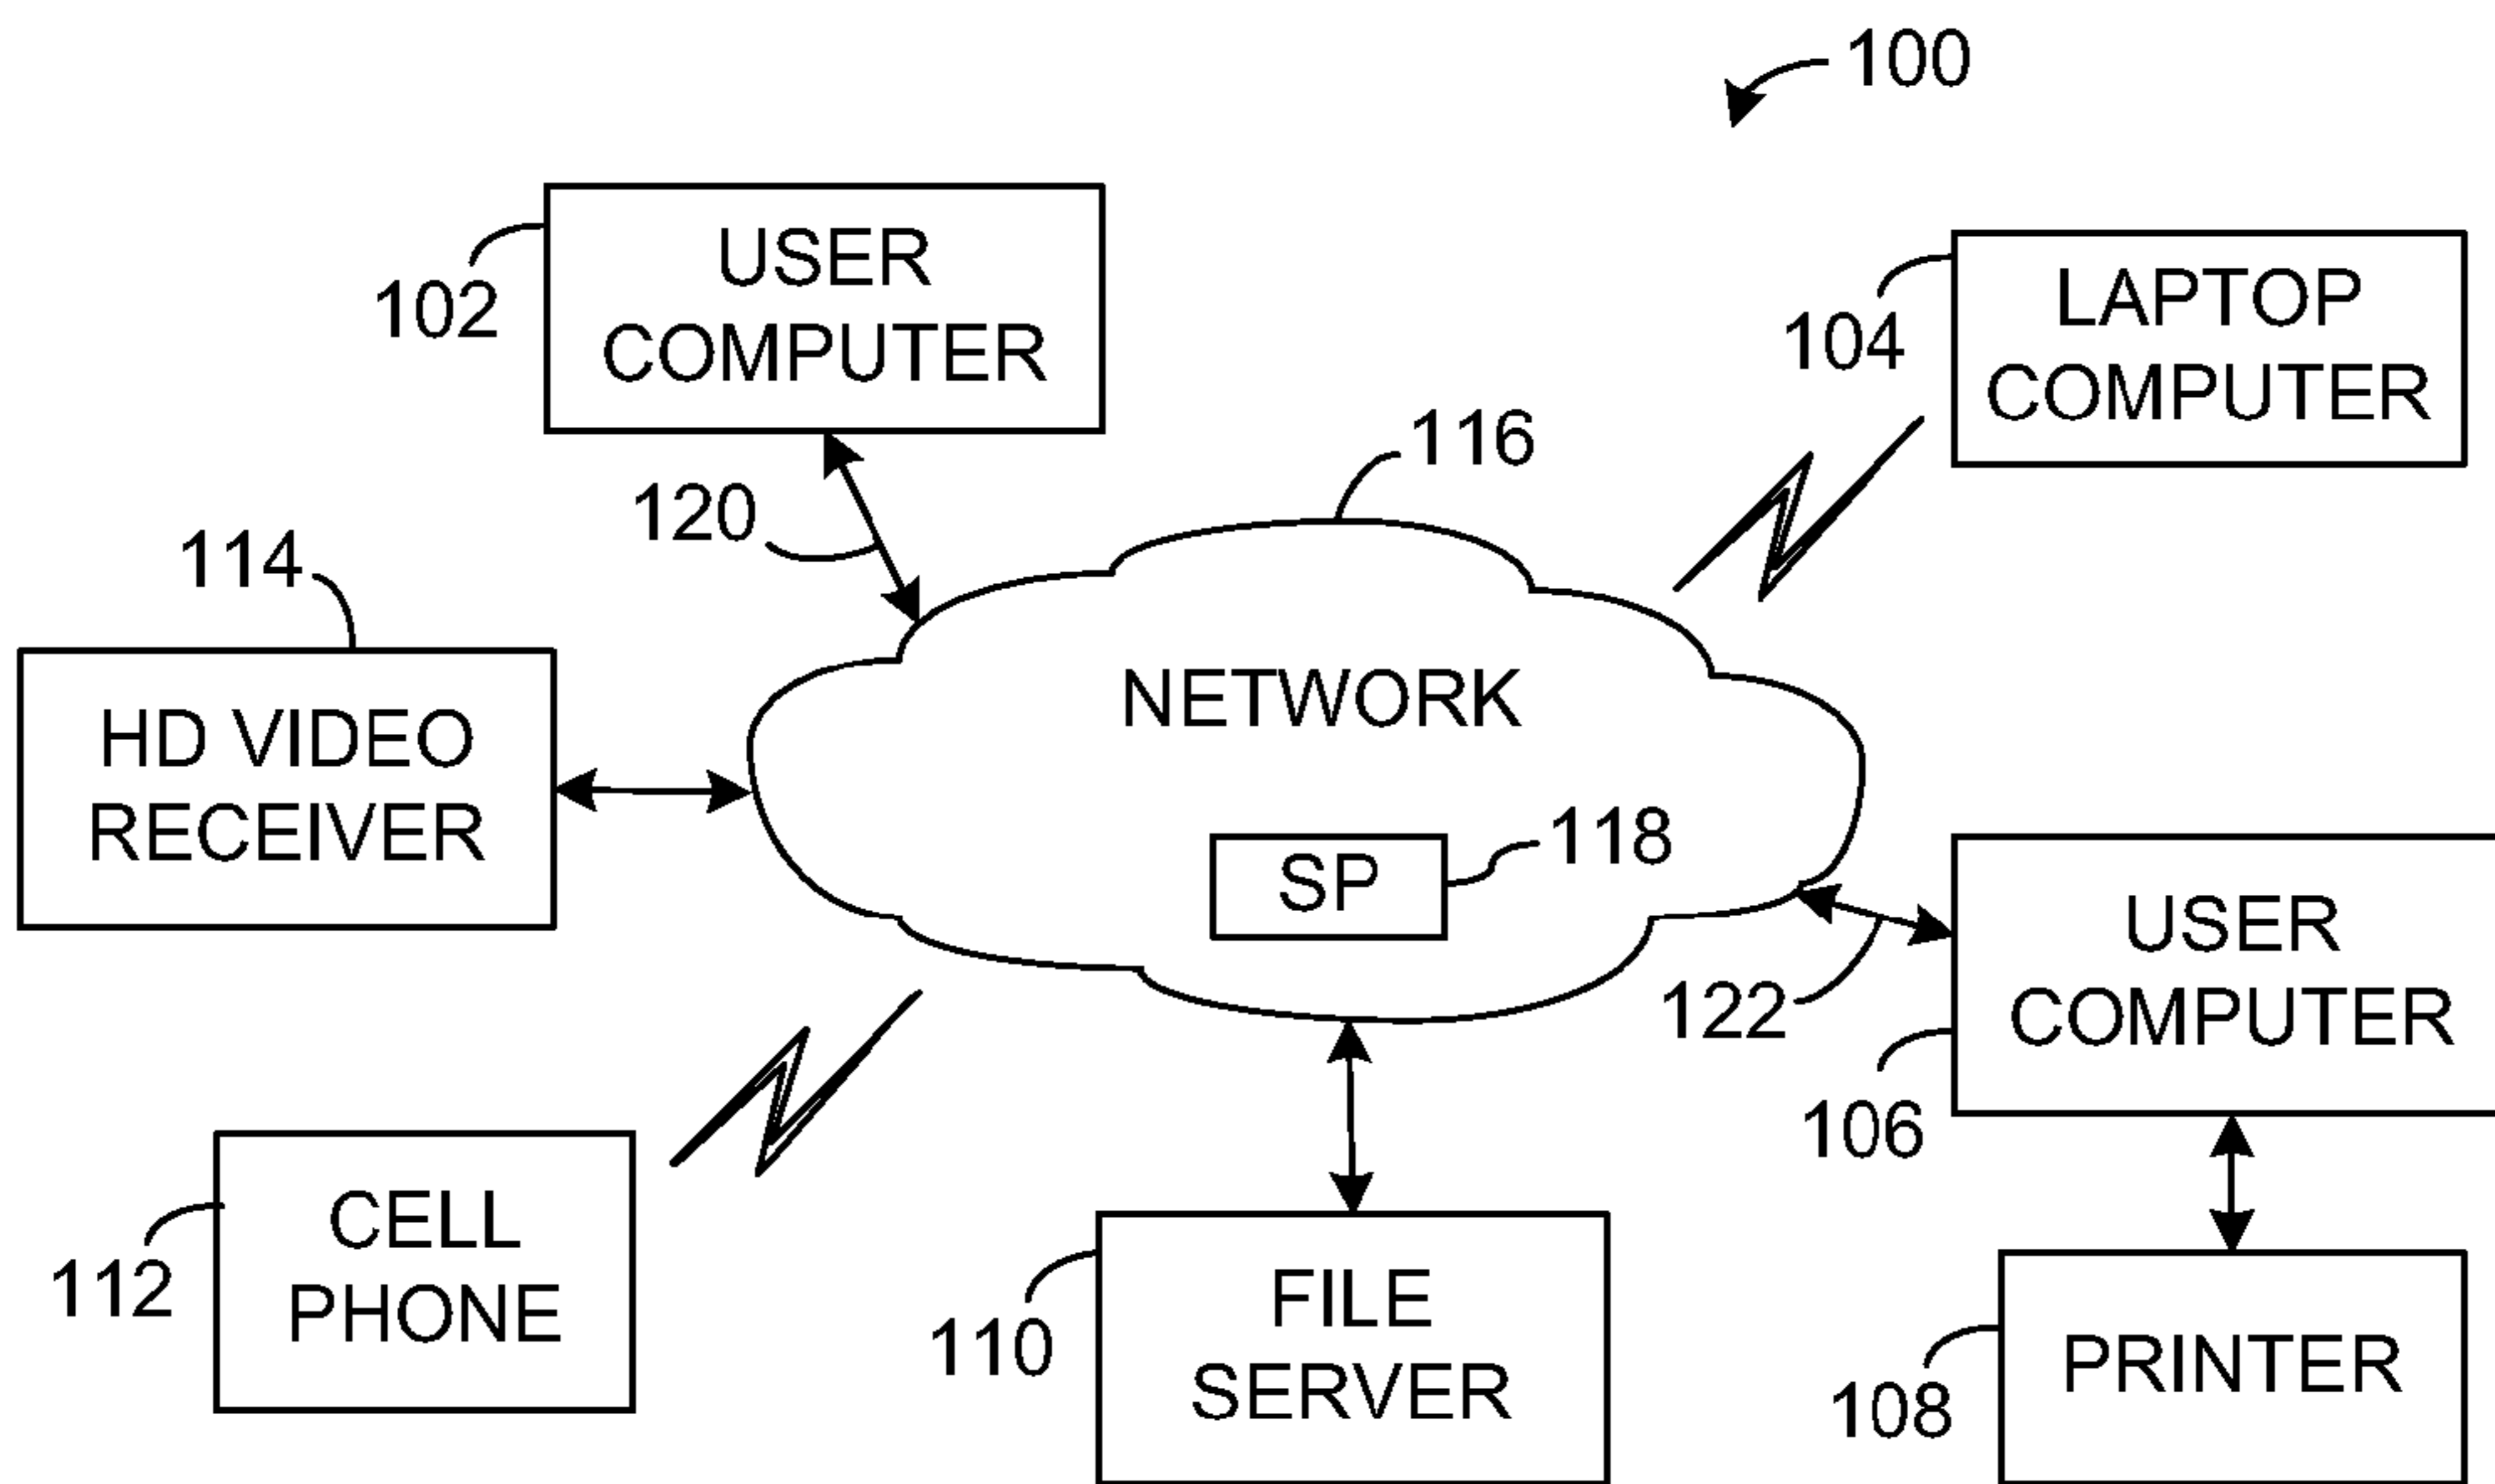 100
USER
COMPUTER
102
LAPTOP
COMPUTER
104
116
120
114
HD VIDEO
RECEIVER
NETWORK
SP
118
USER
COMPUTER
122
106
CELL
PHONE
112
FILE
SERVER
110
PRINTER
108